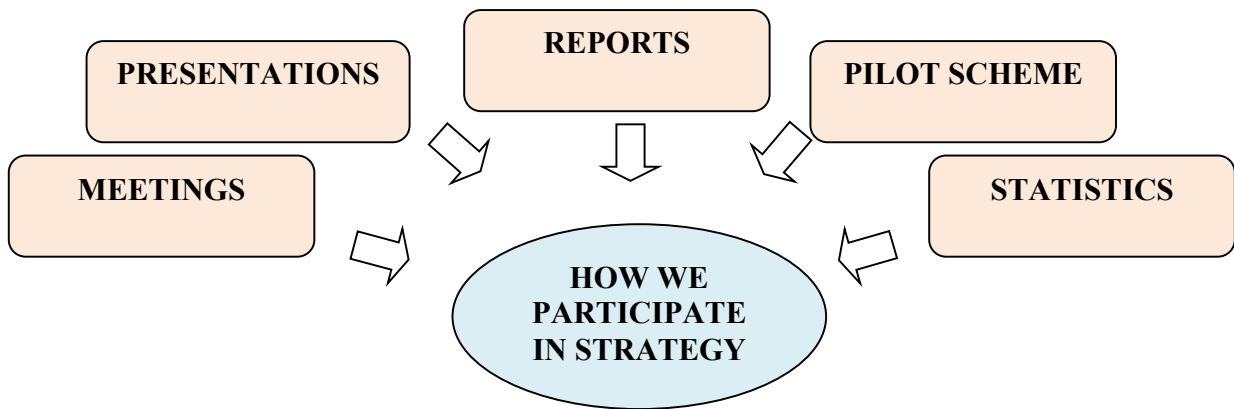 REPORTS
PRESENTATIONS
PILOT SCHEME
MEETINGS
STATISTICS
HOW WE
PARTICIPATE
IN STRATEGY